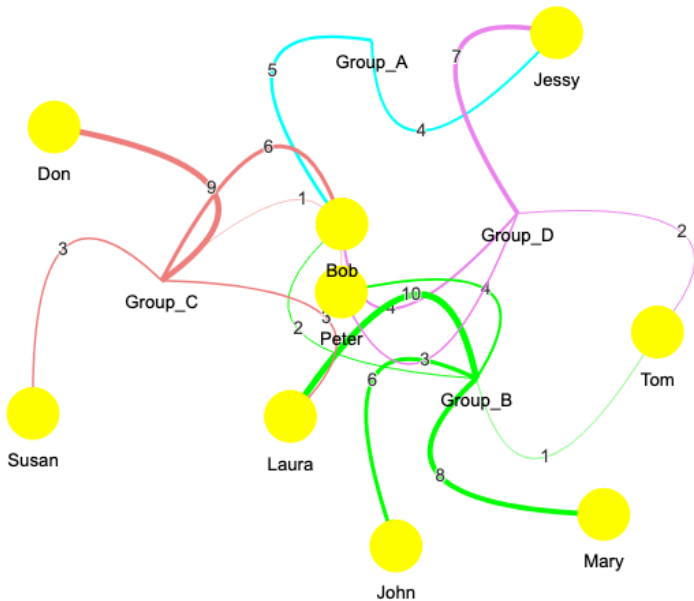 7
Group_A
5
Jessy
4
6
Don
9
1
3
2
Group_D
Bob
Group_C
10
4
4
3
2
Peter
3
6
Tom
Group_B
1
Susan
Laura
8
Mary
John